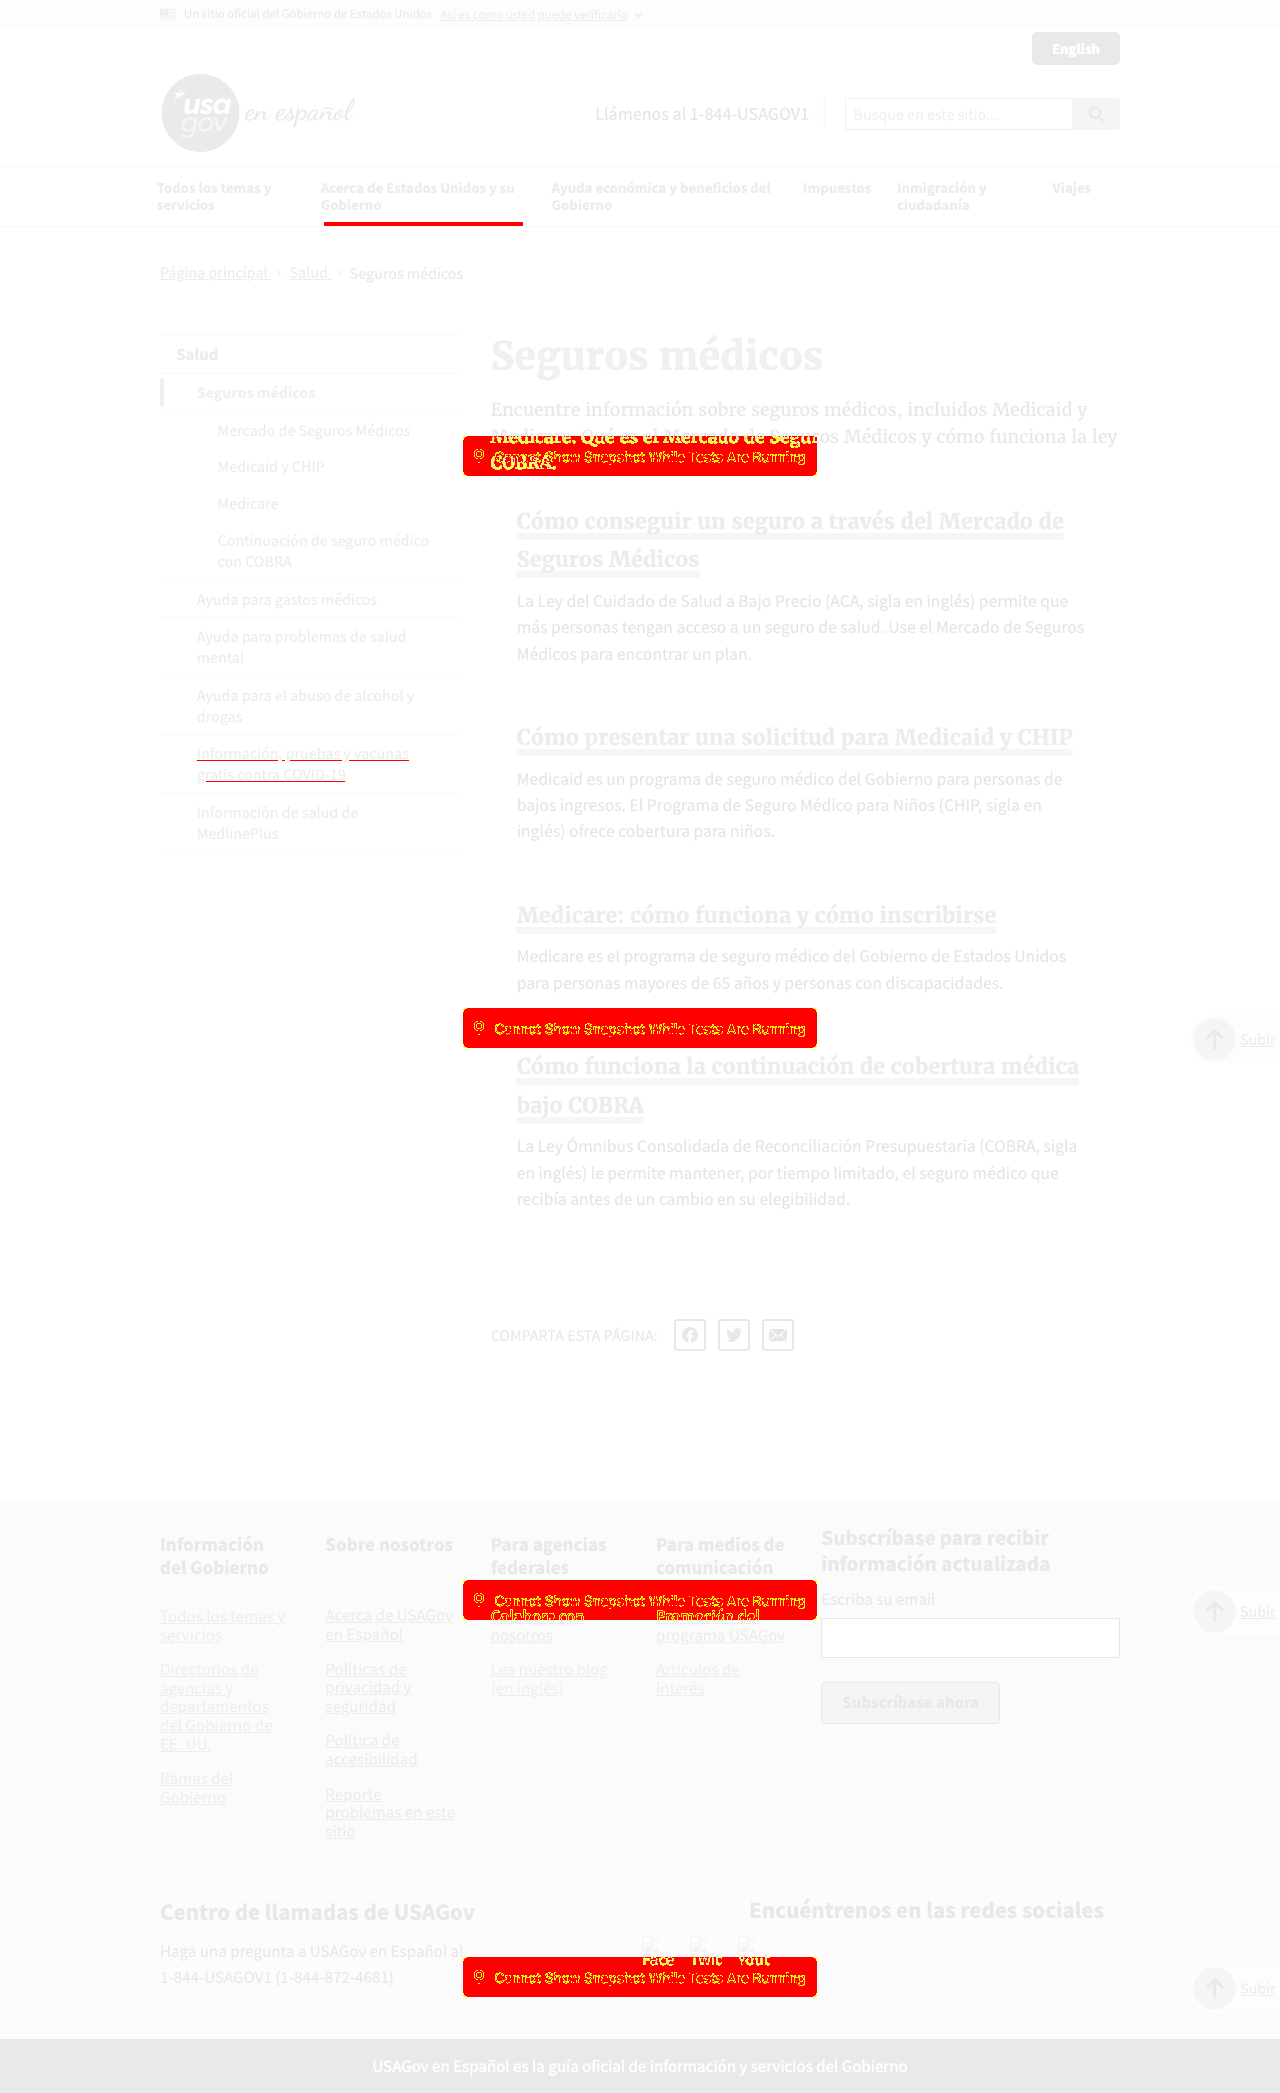 Un sitio oficial del Gobierno de Estados Unidos Así es como usted puede verificarlo
English
usa gov en español
Llámenos al 1-844-USAGOV1
Busque en este sitio...
Todos los temas y servicios
Acerca de Estados Unidos y su Gobierno
Ayuda económica y beneficios del Gobierno
Impuestos
Inmigración y ciudadanía
Viajes
Página principal Salud Seguros médicos
Salud
Seguros médicos
Mercado de Seguros Médicos
Medicaid y CHIP
Medicare
Continuación de seguro médico
con COBRA
Ayuda para gastos médicos
Ayuda para problemas de salud
mental
Ayuda para el abuso de alcohol y
drogas
Información, pruebas y vacunas
gratis contra COVID-19
Información de salud de
MedlinePlus
Seguros médicos
Encuentre información sobre seguros médicos, incluidos Medicaid y
Medicare. Qué es el Mercado de Seguros Médicos y cómo funciona la ley
Cannot Show Snapshot While Tests Are Running
COBRA.
Cómo conseguir un seguro a través del Mercado de
Seguros Médicos
La Ley del Cuidado de Salud a Bajo Precio (ACA, sigla en inglés) permite que
más personas tengan acceso a un seguro de salud. Use el Mercado de Seguros
Médicos para encontrar un plan.
Cómo presentar una solicitud para Medicaid y CHIP
Medicaid es un programa de seguro médico del Gobierno para personas de
bajos ingresos. El Programa de Seguro Médico para Niños (CHIP, sigla en
inglés) ofrece cobertura para niños.
Medicare: cómo funciona y cómo inscribirse
Medicare es el programa de seguro médico del Gobierno de Estados Unidos
para personas mayores de 65 años y personas con discapacidades.
Cannot Show Snapshot While Tests Are Running
Subir
Cómo funciona la continuación de cobertura médica
bajo COBRA
La Ley Ómnibus Consolidada de Reconciliación Presupuestaria (COBRA, sigla
en inglés) le permite mantener, por tiempo limitado, el seguro médico que
recibía antes de un cambio en su elegibilidad.
COMPARTA ESTA PÁGINA:
Información
del Gobierno
Todos los temas y
servicios
Directorios de
agencias y
departamentos
del Gobierno de
EE. UU.
Ramas del
Gobierno
Sobre nosotros
Acerca de USAGov
en Español
Políticas de
privacidad y
seguridad
Política de
accesibilidad
Reporte
problemas en este
sitio
Para agencias
federales
Cannot Show Snapshot While Tests Are Running
Colabore con
nosotros
Lea nuestro blog
(en inglés)
Para medios de
comunicación
Promoción del
programa USAGov
Artículos de
interés
Subscríbase para recibir
información actualizada
Escriba su email
Subscríbase ahora
Subir
Centro de llamadas de USAGov
Haga una pregunta a USAGov en Español al
1-844-USAGOV1 (1-844-872-4681)
Encuéntrenos en las redes sociales
Face Twit Yout
Cannot Show Snapshot While Tests Are Running
Subir
USAGov en Español es la guía oficial de información y servicios del Gobierno